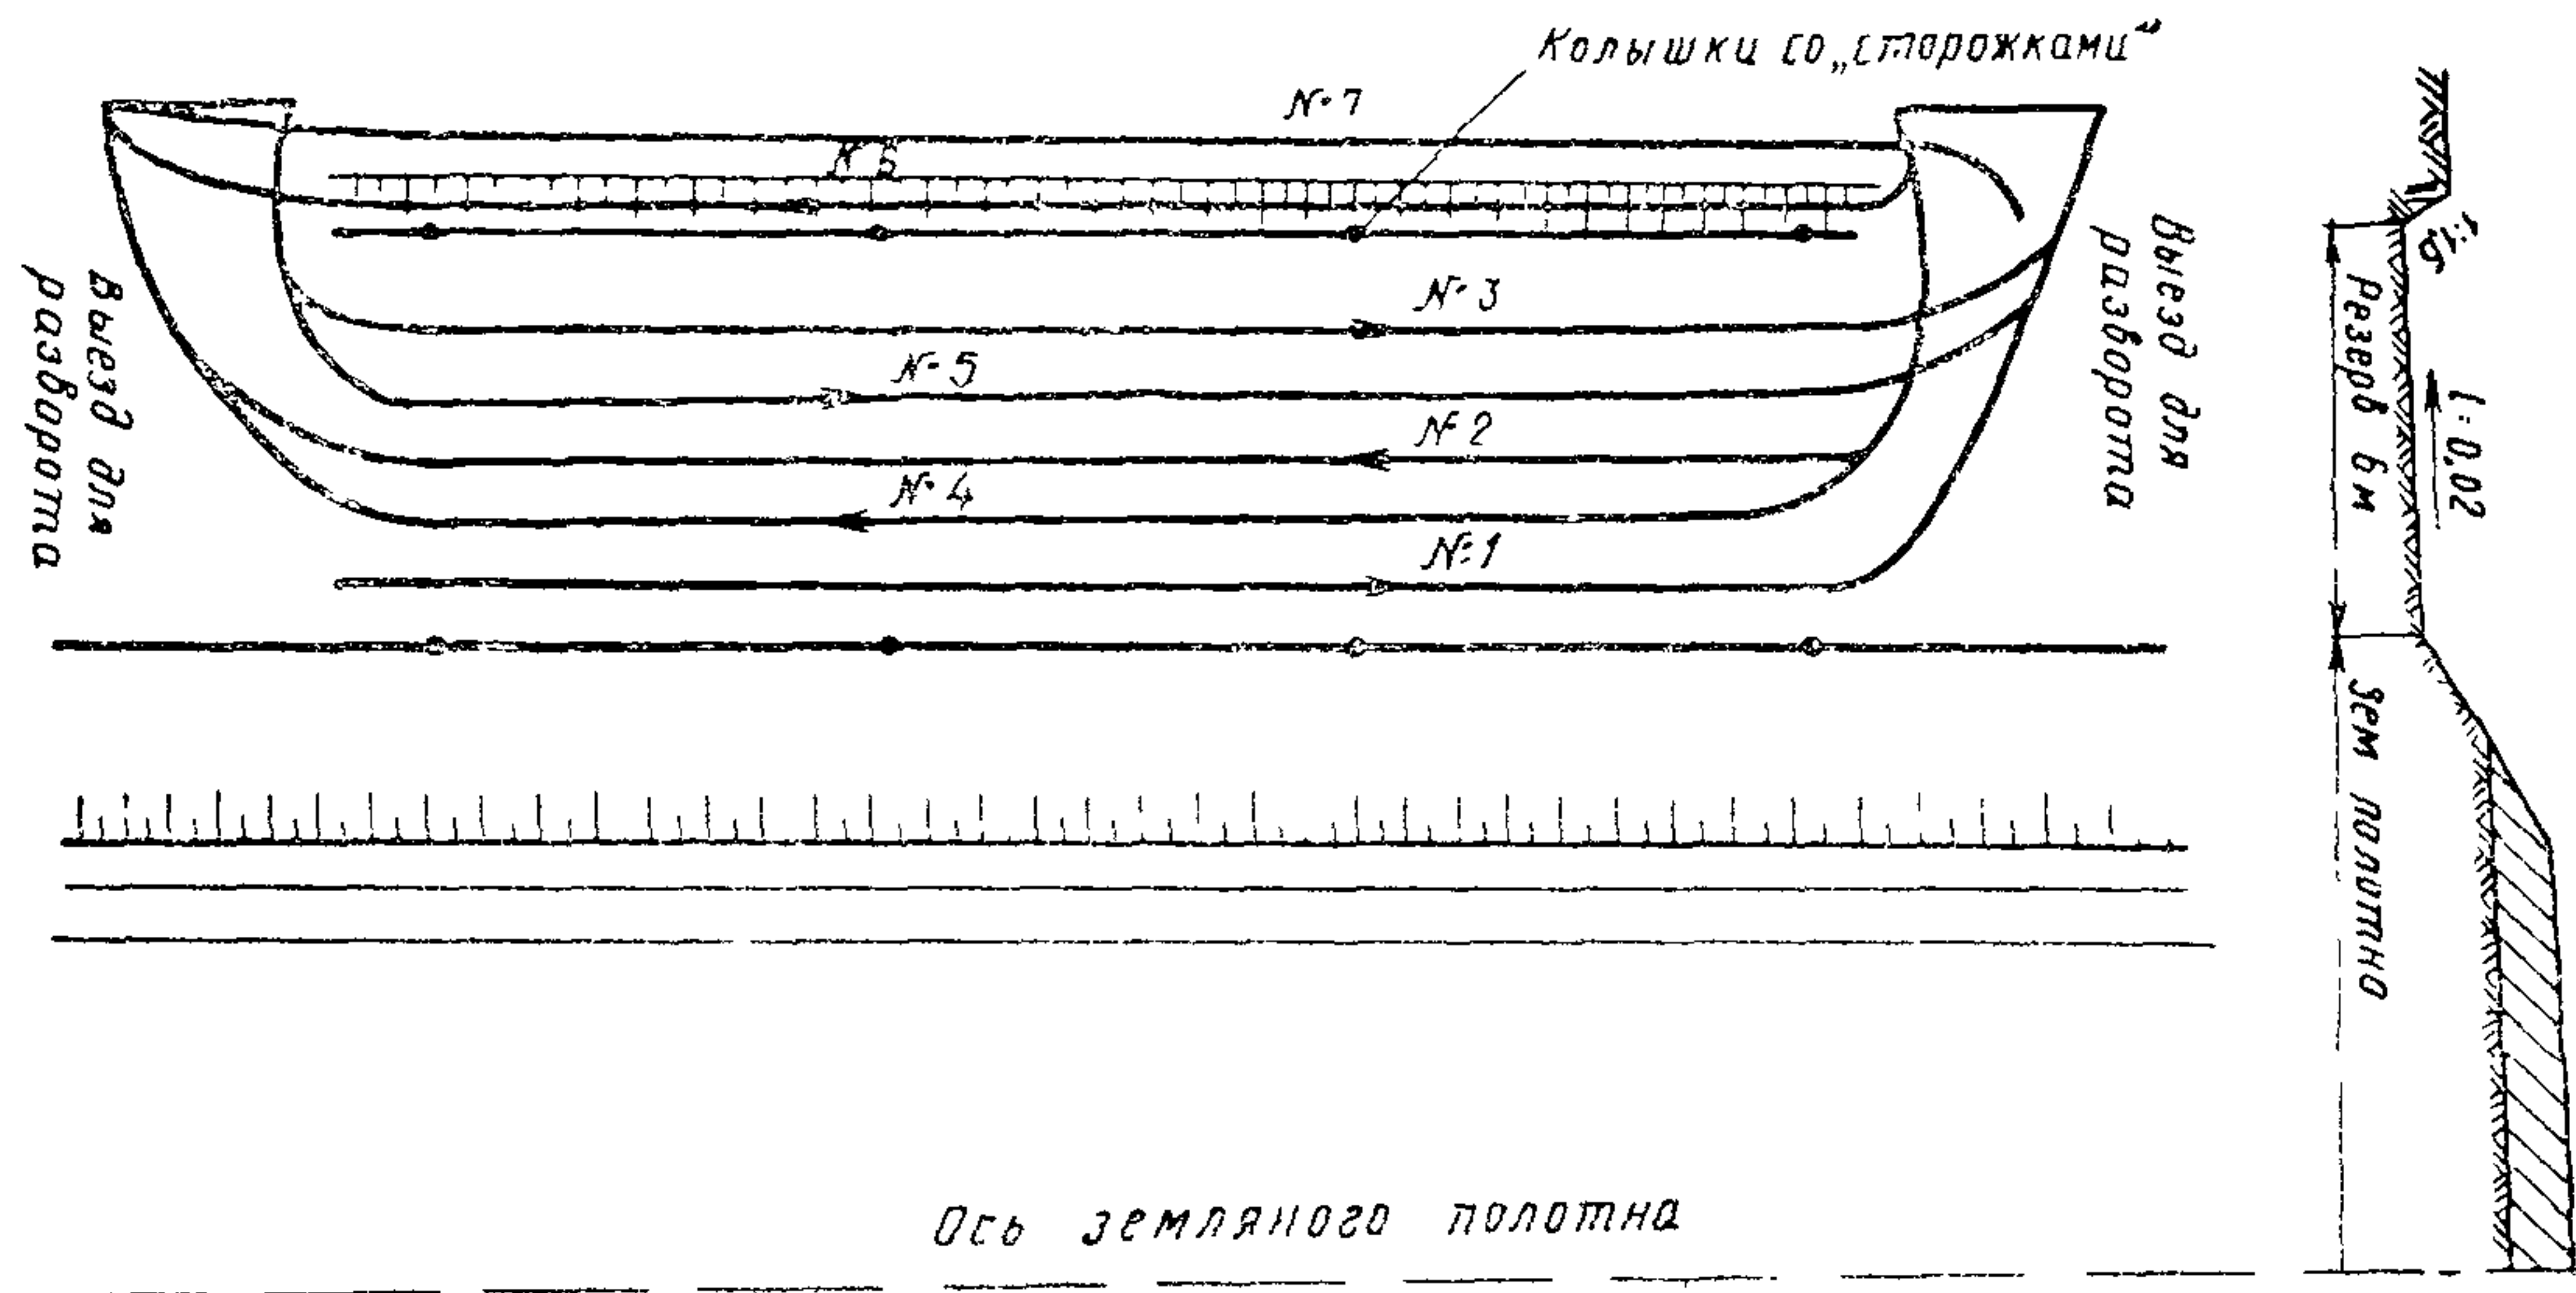 Колышки со „сторожками“
№ 7
№ 6
№ 3
№ 5
№ 2
№ 4
№ 1
Выезд для
разворота
Выезд для
разворота
1:1,5
Резерв 6 м
i=0,02
Зем полотно
Ось земляного полотна